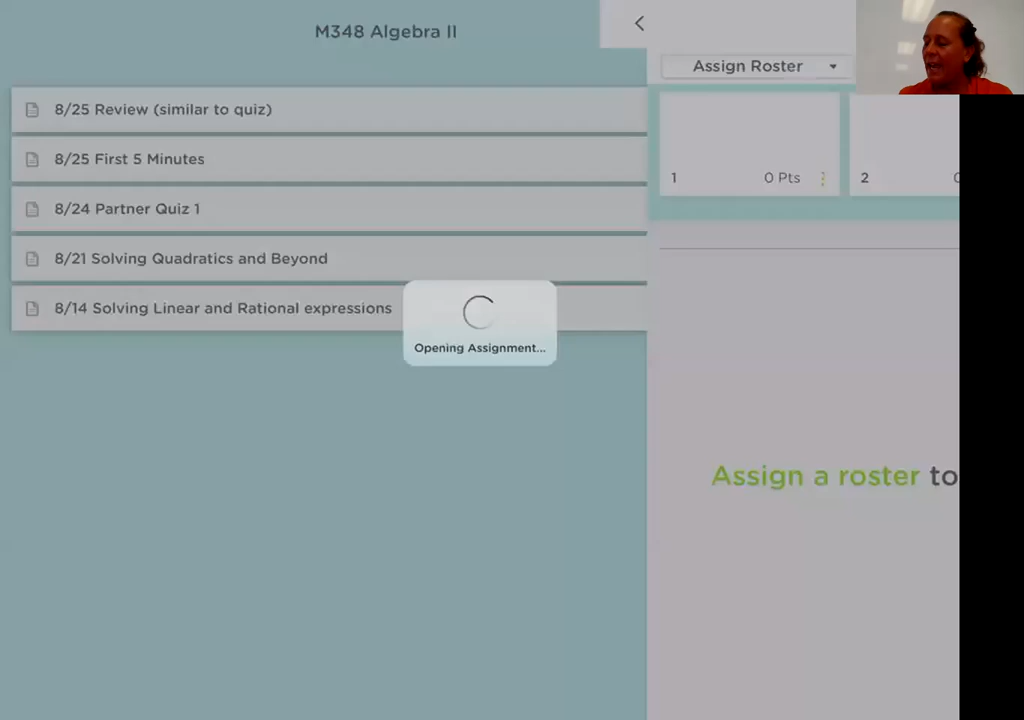 M348 Algebra II
Assign Roster
8/25 Review (similar to quiz)
8/25 First 5 Minutes
8/24 Partner Quiz 1
8/21 Solving Quadratics and Beyond
8/14 Solving Linear and Rational expressions
1 0 Pts
2
Opening Assignment...
Assign a roster to